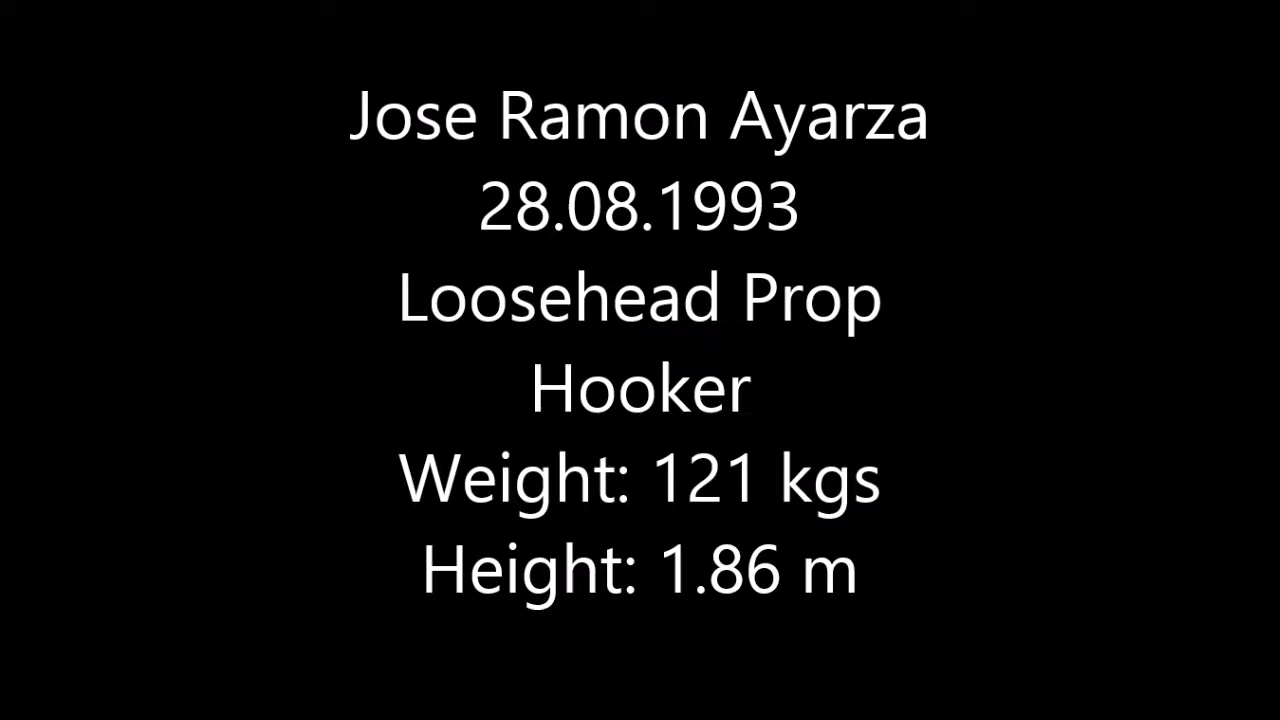 Jose Ramon Ayarza
28.08.1993
Loosehead Prop
Hooker
Weight: 121 kgs
Height: 1.86 m